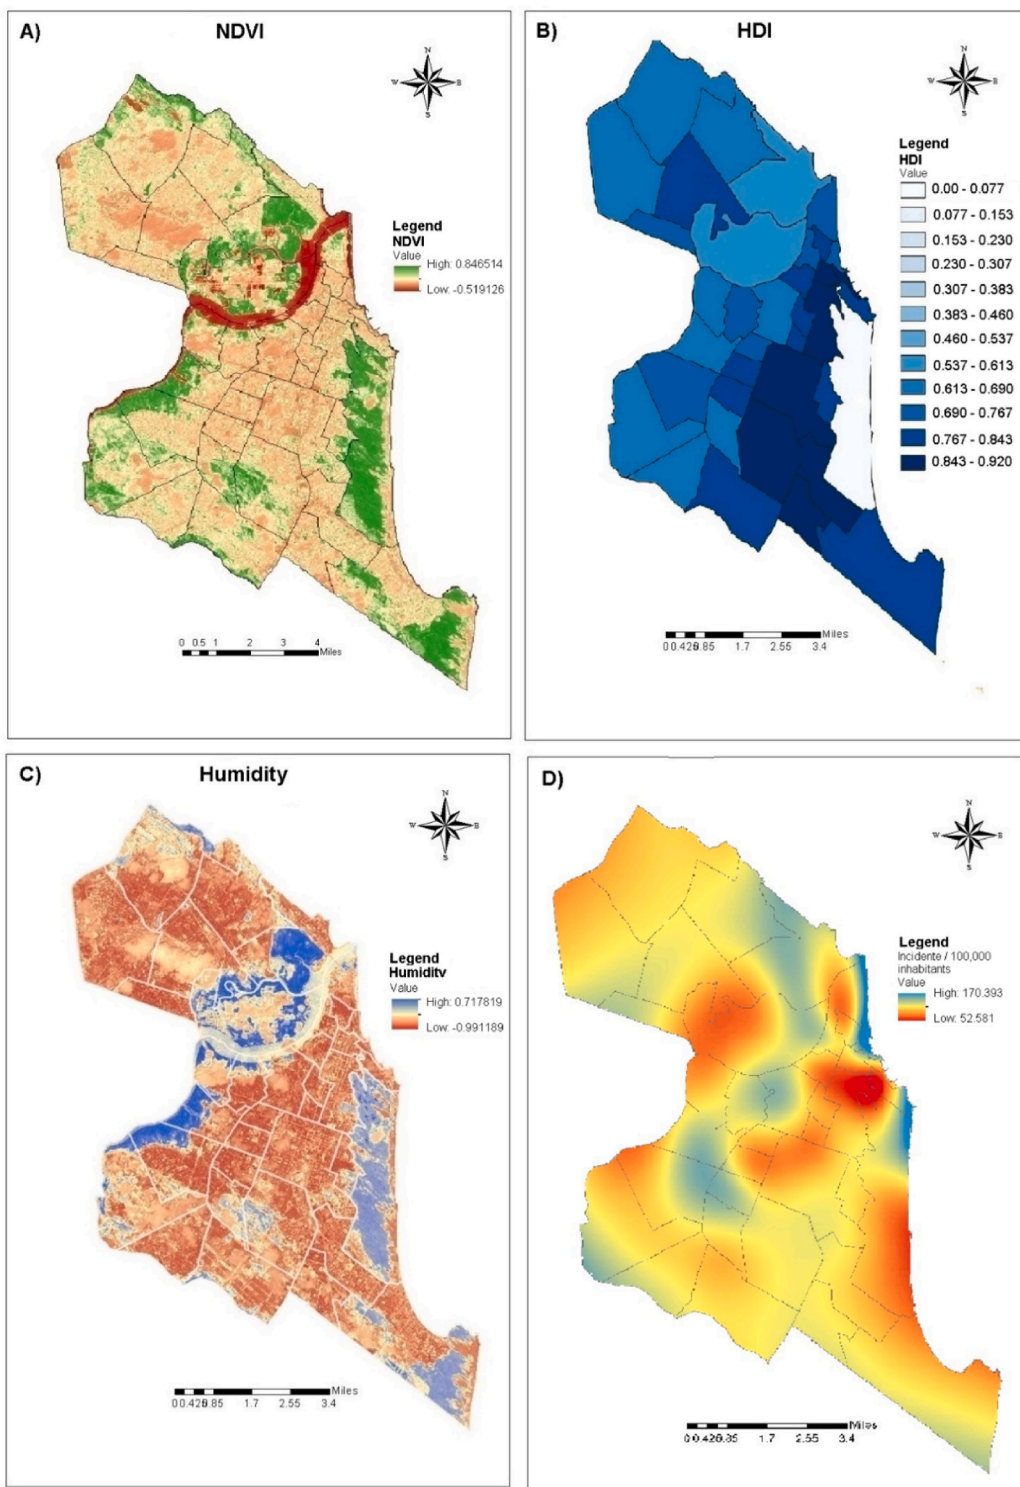 A)
NDVI
N
W
E
S
Legend
NDVI
Value
High: 0.846514
Low: -0.519126
0 0.5 1 2 3 4
Miles
B)
HDI
N
W
E
S
Legend
HDI
Value
0.00 - 0.077
0.077 - 0.153
0.153 - 0.230
0.230 - 0.307
0.307 - 0.383
0.383 - 0.460
0.460 - 0.537
0.537 - 0.613
0.613 - 0.690
0.690 - 0.767
0.767 - 0.843
0.843 - 0.920
Miles
1.7 2.55 3.4
C)
Humidity
N
W
E
S
Legend
Humidity
Value
High: 0.717819
Low: -0.991189
Miles
1.7 2.55 3.4
D)
N
W
E
S
Legend
Incidente / 100,000
inhabitants
Value
High: 170.393
Low: 52.581
Miles
1.7 2.55 3.4